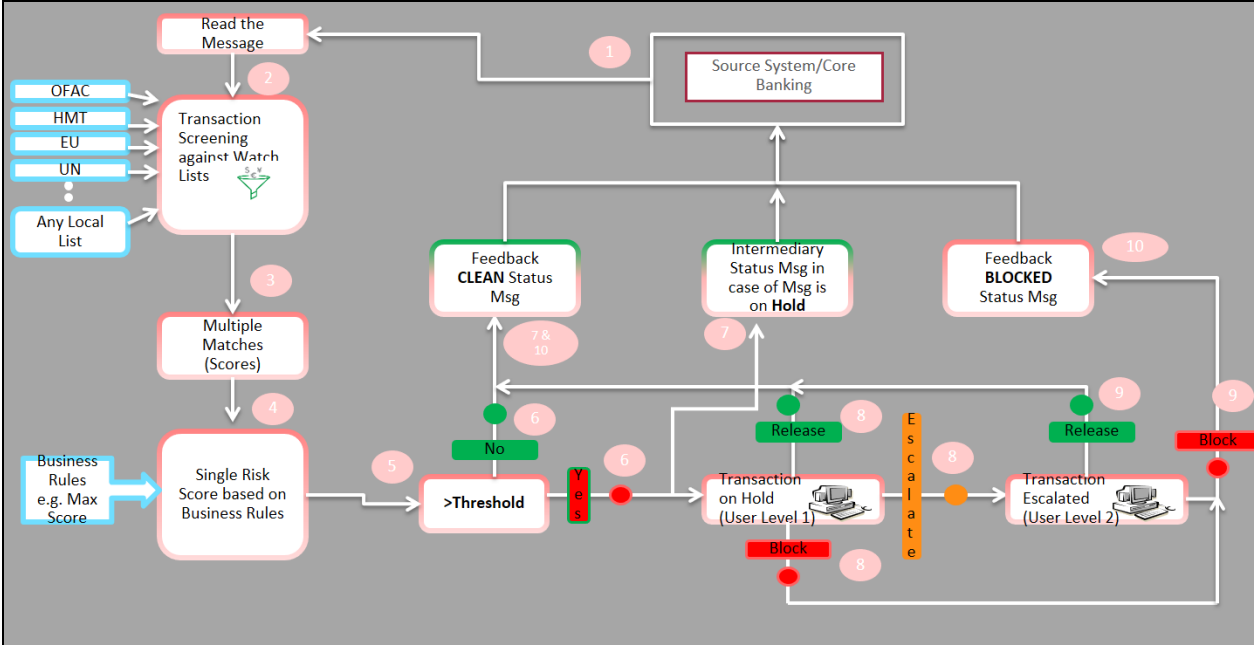 Read the
Message
1
Source System/Core
Banking
2
OFAC
HMT
EU
UN
Any Local
List
Transaction
Screening
against Watch
Lists
3
Feedback
CLEAN Status
Msg
Intermediary
Status Msg in
case of Msg is
on Hold
Feedback
BLOCKED
Status Msg
10
Multiple
Matches
(Scores)
7 &
10
7
4
6
8
9
9
No
Release
Release
Block
Business
Rules
e.g. Max
Score
Single Risk
Score based on
Business Rules
5
>Threshold
Yes
6
Transaction
on Hold
(User Level 1)
Escalate
8
Transaction
Escalated
(User Level 2)
Block
8